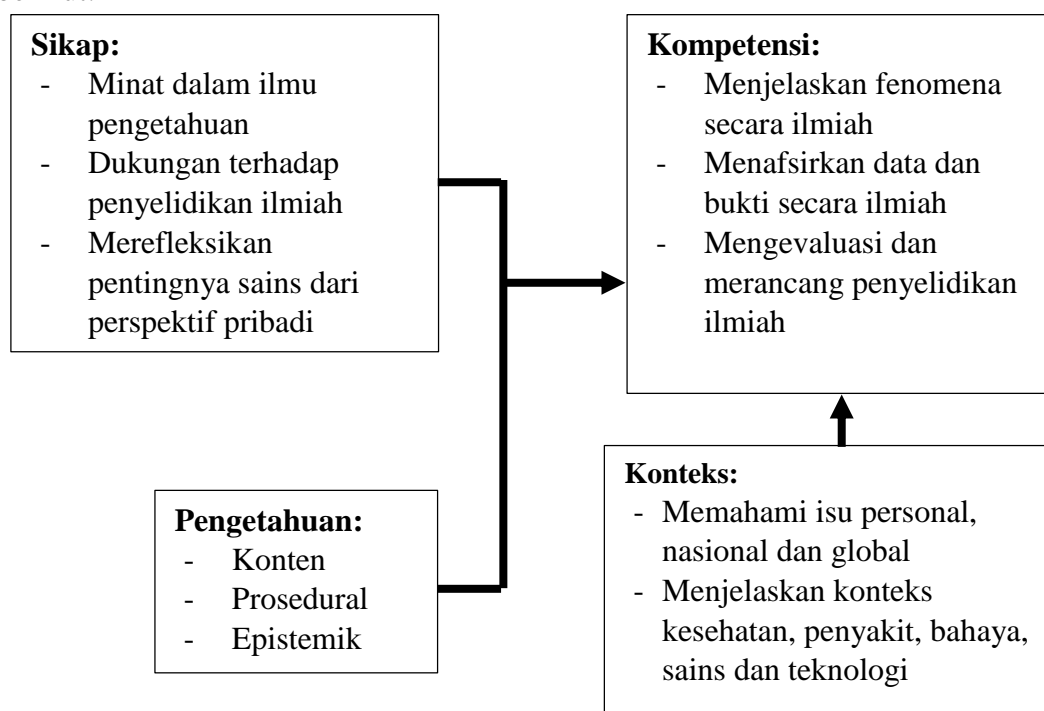 Sikap:
- Minat dalam ilmu
pengetahuan
- Dukungan terhadap
penyelidikan ilmiah
- Merefleksikan
pentingnya sains dari
perspektif pribadi
Kompetensi:
- Menjelaskan fenomena
secara ilmiah
- Menafsirkan data dan
bukti secara ilmiah
- Mengevaluasi dan
merancang penyelidikan
ilmiah
Pengetahuan:
- Konten
- Prosedural
- Epistemik
Konteks:
- Memahami isu personal,
nasional dan global
- Menjelaskan konteks
kesehatan, penyakit, bahaya,
sains dan teknologi